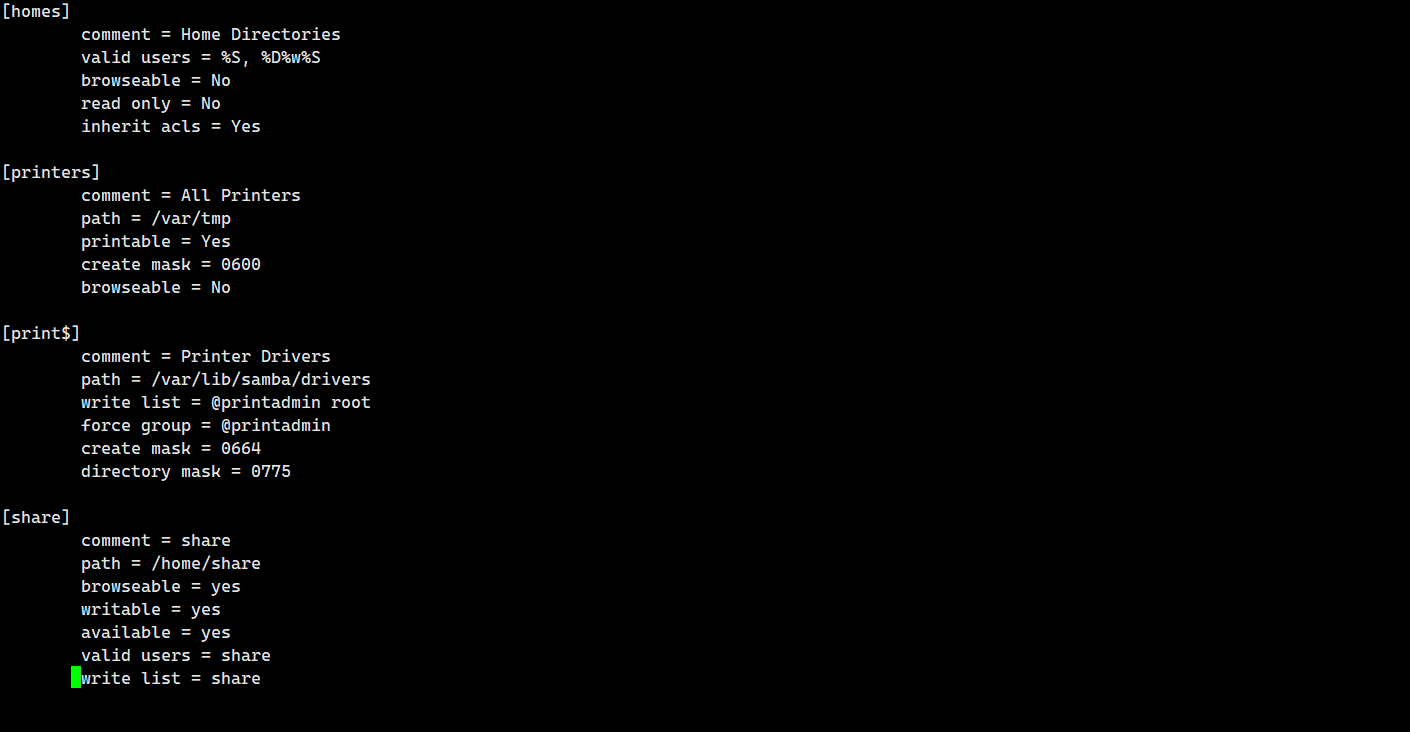 [homes]
comment = Home Directories
valid users = %S, %D%w%S
browseable = No
read only = No
inherit acls = Yes
[printers]
comment = All Printers
path = /var/tmp
printable = Yes
create mask = 0600
browseable = No
[print$]
comment = Printer Drivers
path = /var/lib/samba/drivers
write list = @printadmin root
force group = @printadmin
create mask = 0664
directory mask = 0775
[share]
comment = share
path = /home/share
browseable = yes
writable = yes
available = yes
valid users = share
write list = share